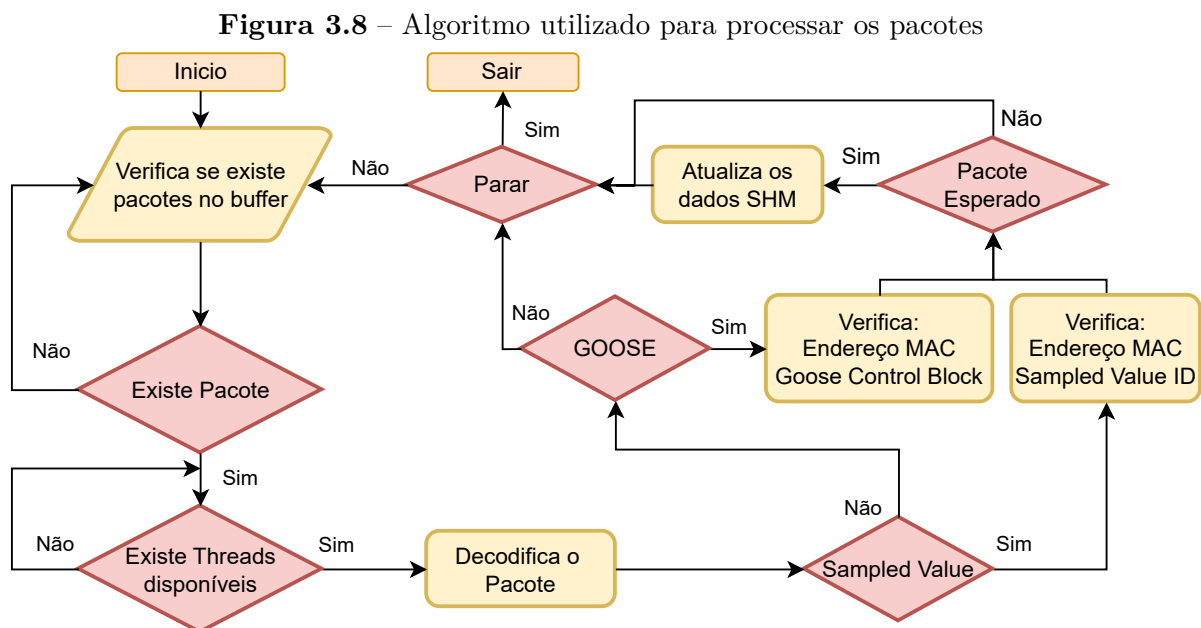 Figura 3.8 – Algoritmo utilizado para processar os pacotes
Inicio
Sair
Sim
Não
Verifica se existe
pacotes no buffer
Não
Parar
Atualiza os
dados SHM
Sim
Pacote
Esperado
Não
Existe Pacote
Não
GOOSE
Sim
Verifica:
Endereço MAC
Goose Control Block
Verifica:
Endereço MAC
Sampled Value ID
Sim
Não
Existe Threads
disponíveis
Sim
Decodifica o
Pacote
Não
Sampled Value
Sim